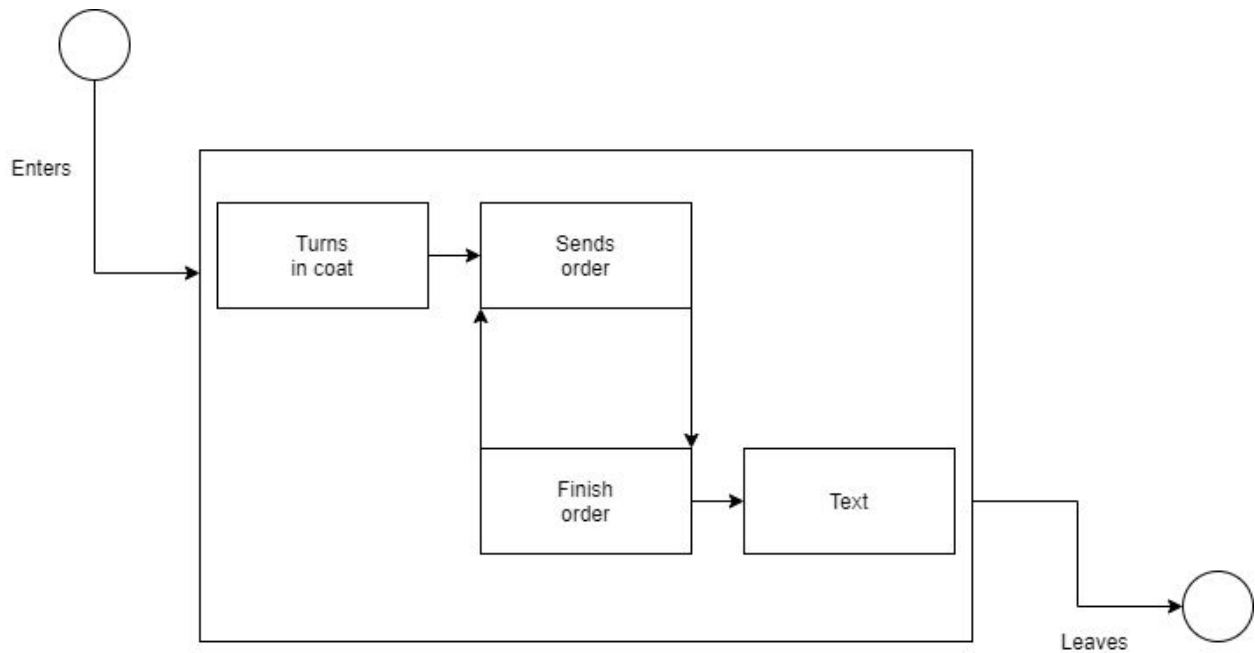 Enters
Turns
in coat
Sends
order
Finish
order
Text
Leaves